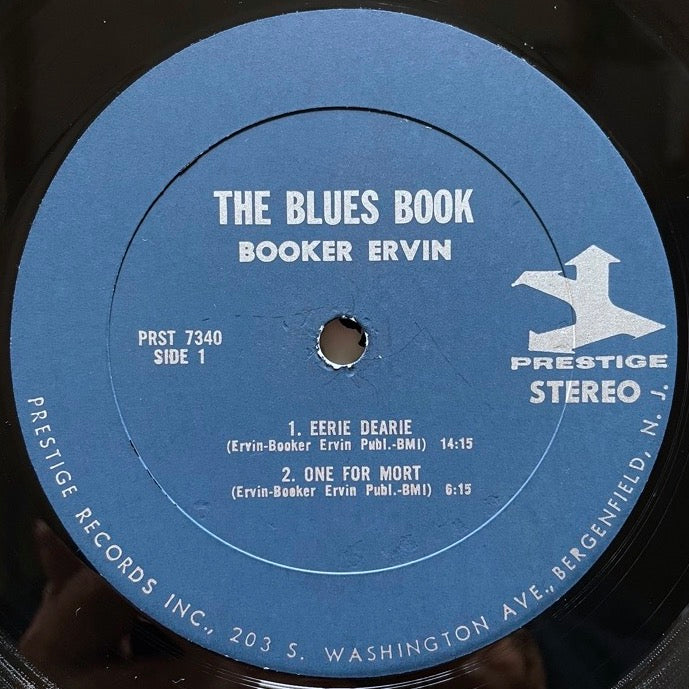 THE BLUES BOOK
BOOKER ERVIN
PRST 7340
SIDE 1
PRESTIGE
STEREO
1. EERIE DEARIE
(Ervin-Booker Ervin Publ.-BMI) 14:15
2. ONE FOR MORT
(Ervin-Booker Ervin Publ.-BMI) 6:15
PRESTIGE RECORDS INC., 203 S. WASHINGTON AVE., BERGENFIELD, N. J.